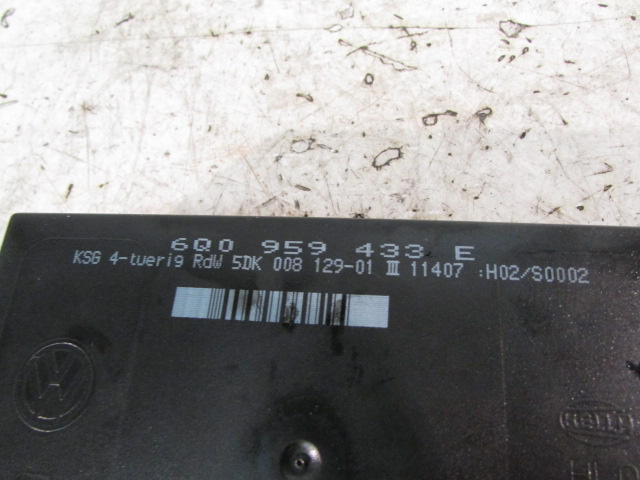 6Q0 959 433 E
KSG 4-tuerig RdW 5DK 008 129-01 III 11407 :H02/S0002
VW
HELLA